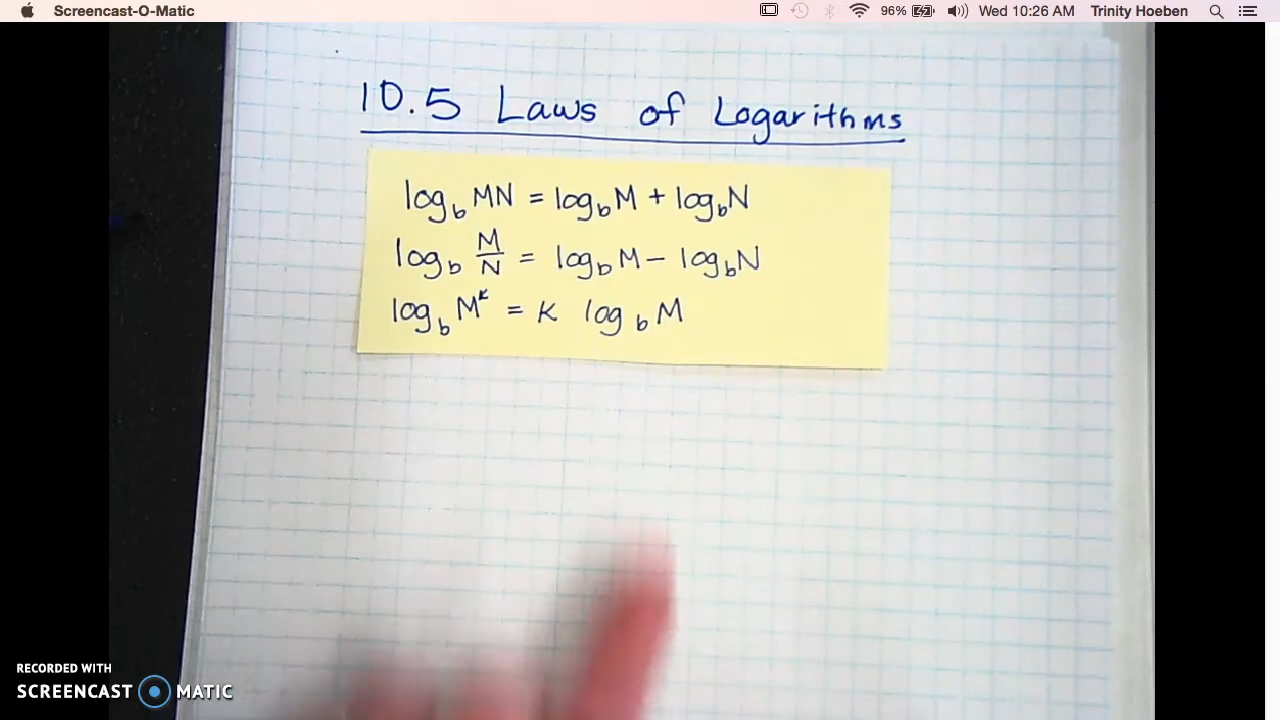 Screencast-O-Matic 96% Wed 10:26 AM Trinity Hoeben
10.5 Laws of Logarithms
log_b MN = log_b M + log_b N
log_b M/N = log_b M - log_b N
log_b M^K = K log_b M
RECORDED WITH
SCREENCAST MATIC